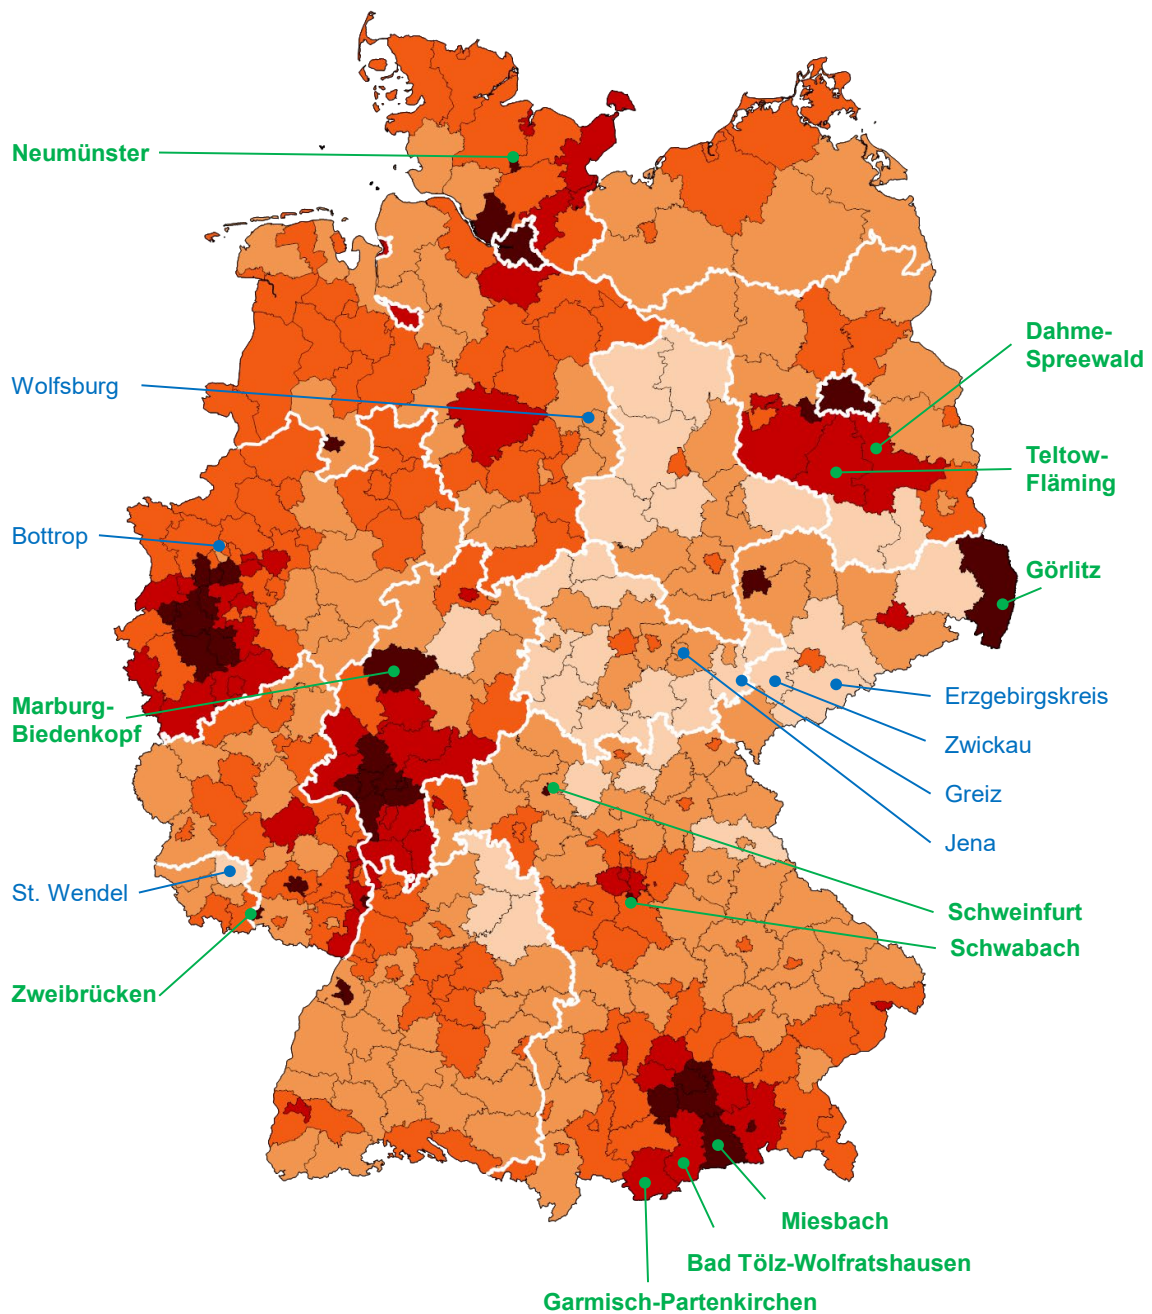 Neumünster
Dahme-
Spreewald
Wolfsburg
Teltow-
Fläming
Bottrop
Görlitz
Marburg-
Biedenkopf
Erzgebirgskreis
Zwickau
Greiz
Jena
St. Wendel
Schweinfurt
Schwabach
Zweibrücken
Miesbach
Bad Tölz-Wolfratshausen
Garmisch-Partenkirchen